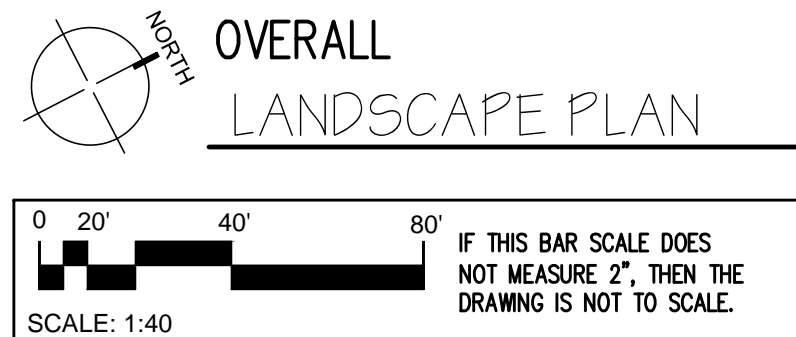 NORTH
OVERALL
LANDSCAPE PLAN
0 20' 40' 80'
IF THIS BAR SCALE DOES
NOT MEASURE 2", THEN THE
DRAWING IS NOT TO SCALE.
SCALE: 1:40